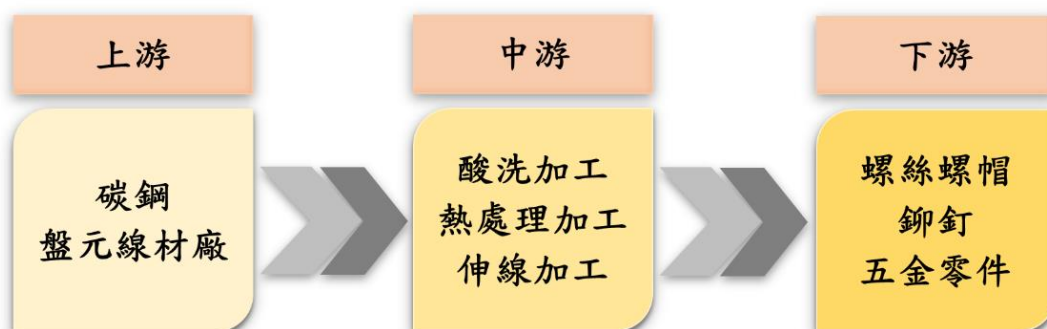 上游
碳鋼
盤元線材廠
中游
酸洗加工
熱處理加工
伸線加工
下游
螺絲螺帽
鉚釘
五金零件